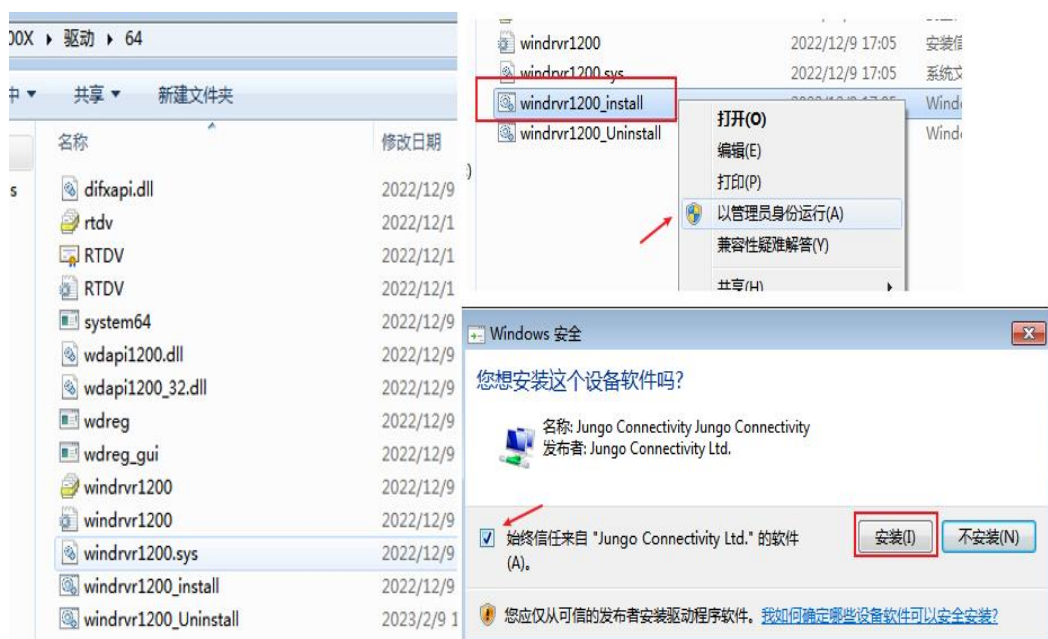 00X ▸ 驱动 ▸ 64
中 ▾ 共享 ▾ 新建文件夹
名称 修改日期
s
difxapi.dll 2022/12/9
rtdv 2022/12/1
RTDV 2022/12/1
RTDV 2022/12/1
system64 2022/12/9
wdapi1200.dll 2022/12/9
wdapi1200_32.dll 2022/12/9
wdreg 2022/12/9
wdreg_gui 2022/12/9
windrvr1200 2022/12/9
windrvr1200 2022/12/9
windrvr1200.sys 2022/12/9
windrvr1200_install 2022/12/9
windrvr1200_Uninstall 2023/2/9 1
windrvr1200 2022/12/9 17:05 安装信
windrvr1200.sys 2022/12/9 17:05 系统文
windrvr1200_install Wind
windrvr1200_Uninstall Wind
打开(O)
编辑(E)
打印(P)
以管理员身份运行(A)
兼容性疑难解答(Y)
共享(H)
Windows 安全
您想安装这个设备软件吗?
名称: Jungo Connectivity Jungo Connectivity
发布者: Jungo Connectivity Ltd.
始终信任来自 "Jungo Connectivity Ltd." 的软件
(A)。
安装(I) 不安装(N)
您应仅从可信的发布者安装驱动程序软件。我如何确定哪些设备软件可以安全安装?